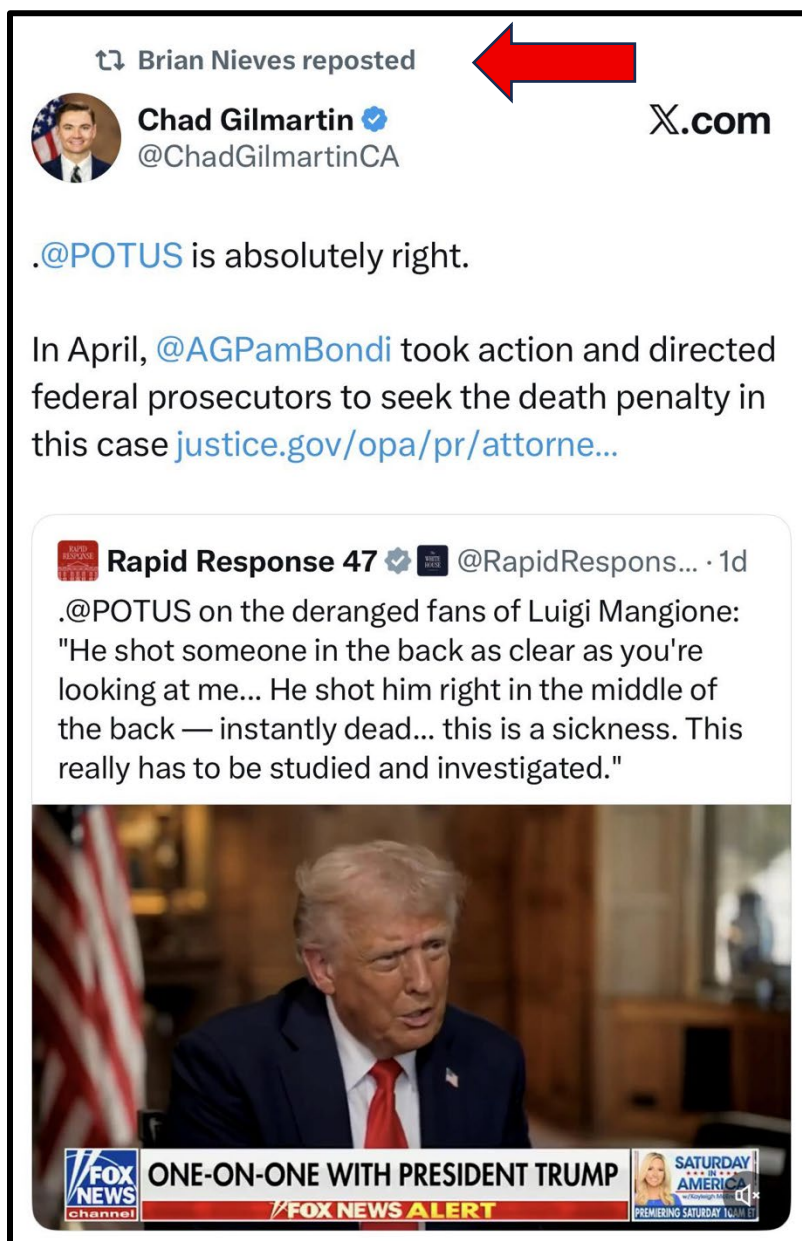 Brian Nieves reposted
Chad Gilmartin
X.com
@ChadGilmartinCA
.@POTUS is absolutely right.
In April, @AGPamBondi took action and directed
federal prosecutors to seek the death penalty in
this case justice.gov/opa/pr/attorne...
RAPID
RESPONSE
Rapid Response 47 @RapidRespons... · 1d
.@POTUS on the deranged fans of Luigi Mangione:
"He shot someone in the back as clear as you're
looking at me... He shot him right in the middle of
the back — instantly dead... this is a sickness. This
really has to be studied and investigated."
FOX
NEWS
channel
ONE-ON-ONE WITH PRESIDENT TRUMP
FOX NEWS ALERT
SATURDAY
IN
AMERICA
PREMIERING SATURDAY 10AM ET